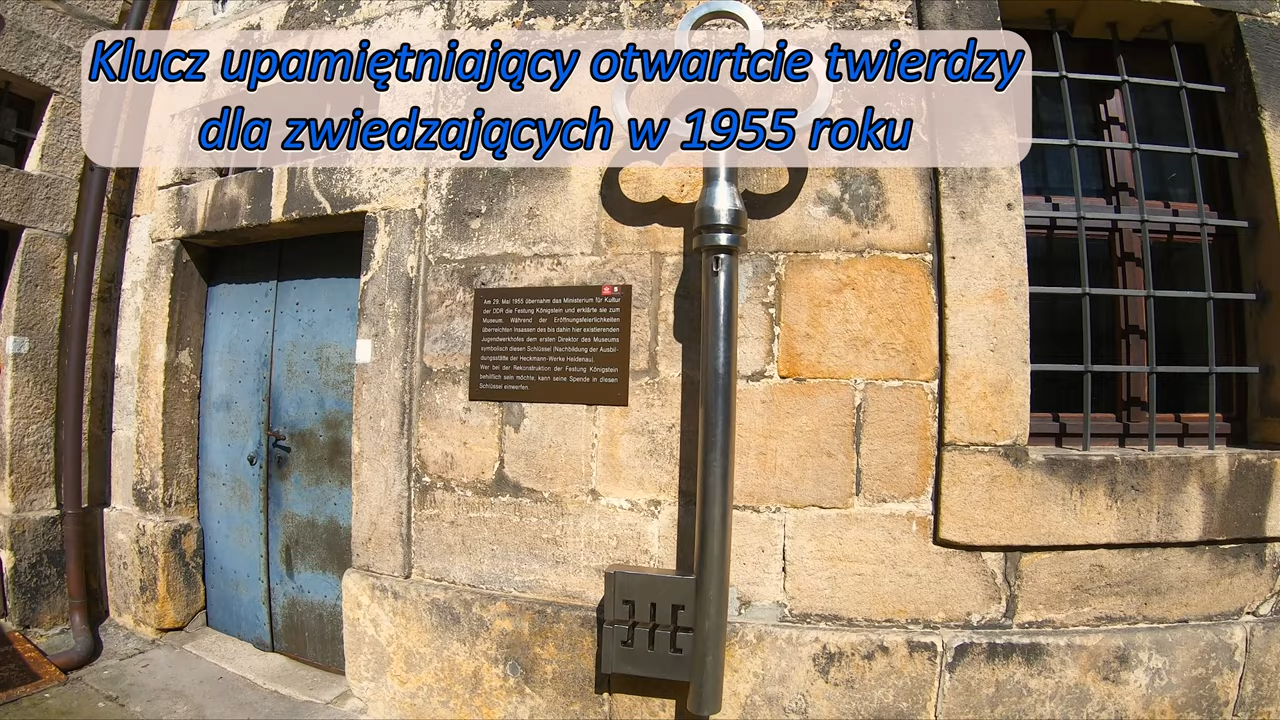 Klucz upamiętniający otwarcie twierdzy
dla zwiedzających w 1955 roku
Am 29. Mai 1955 übernahm das Ministerium für Kultur
der DDR die Festung Königstein und erklärte sie zum
Museum. Während der Eröffnungsfeierlichkeiten
überreichten Insassen des bis dahin hier existierenden
Jugendwerkhofes dem ersten Direktor des Museums
symbolisch diesen Schlüssel (Nachbildung der Ausbil-
dungsstätte der Heckmann-Werke Heidenau).
Wer bei der Rekonstruktion der Festung Königstein
behilflich sein möchte, kann seine Spende in diesen
Schlüssel einwerfen.